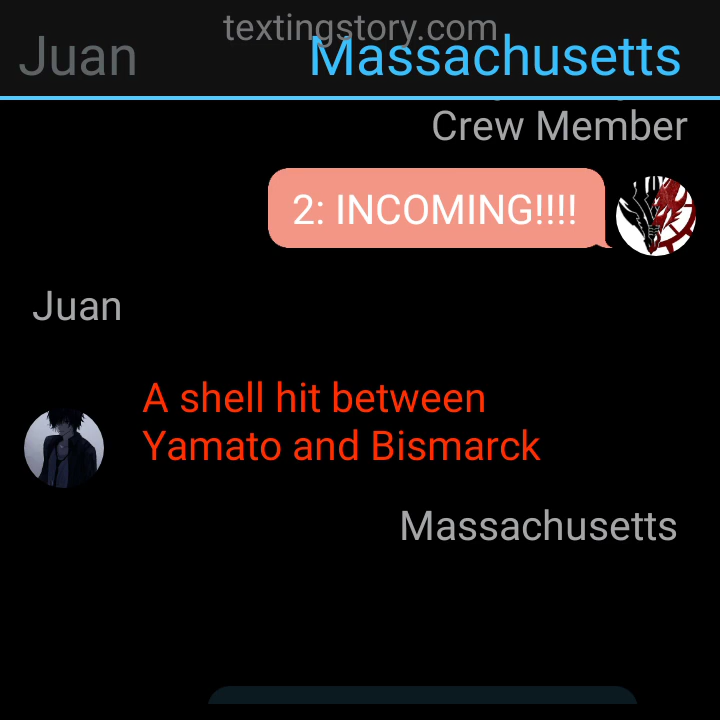 textingstory.com
Juan
Massachusetts
Crew Member
2: INCOMING!!!!
Juan
A shell hit between
Yamato and Bismarck
Massachusetts